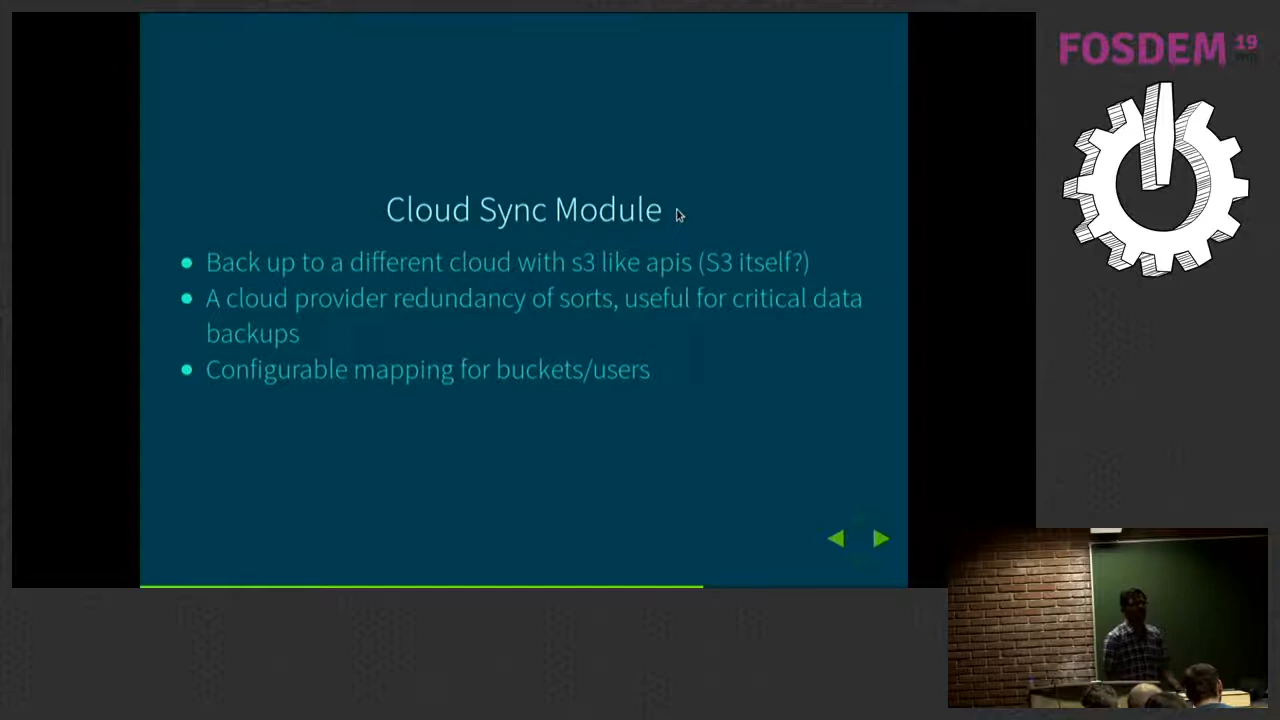 FOSDEM 19
Cloud Sync Module
Back up to a different cloud with s3 like apis (S3 itself?)
A cloud provider redundancy of sorts, useful for critical data
backups
Configurable mapping for buckets/users